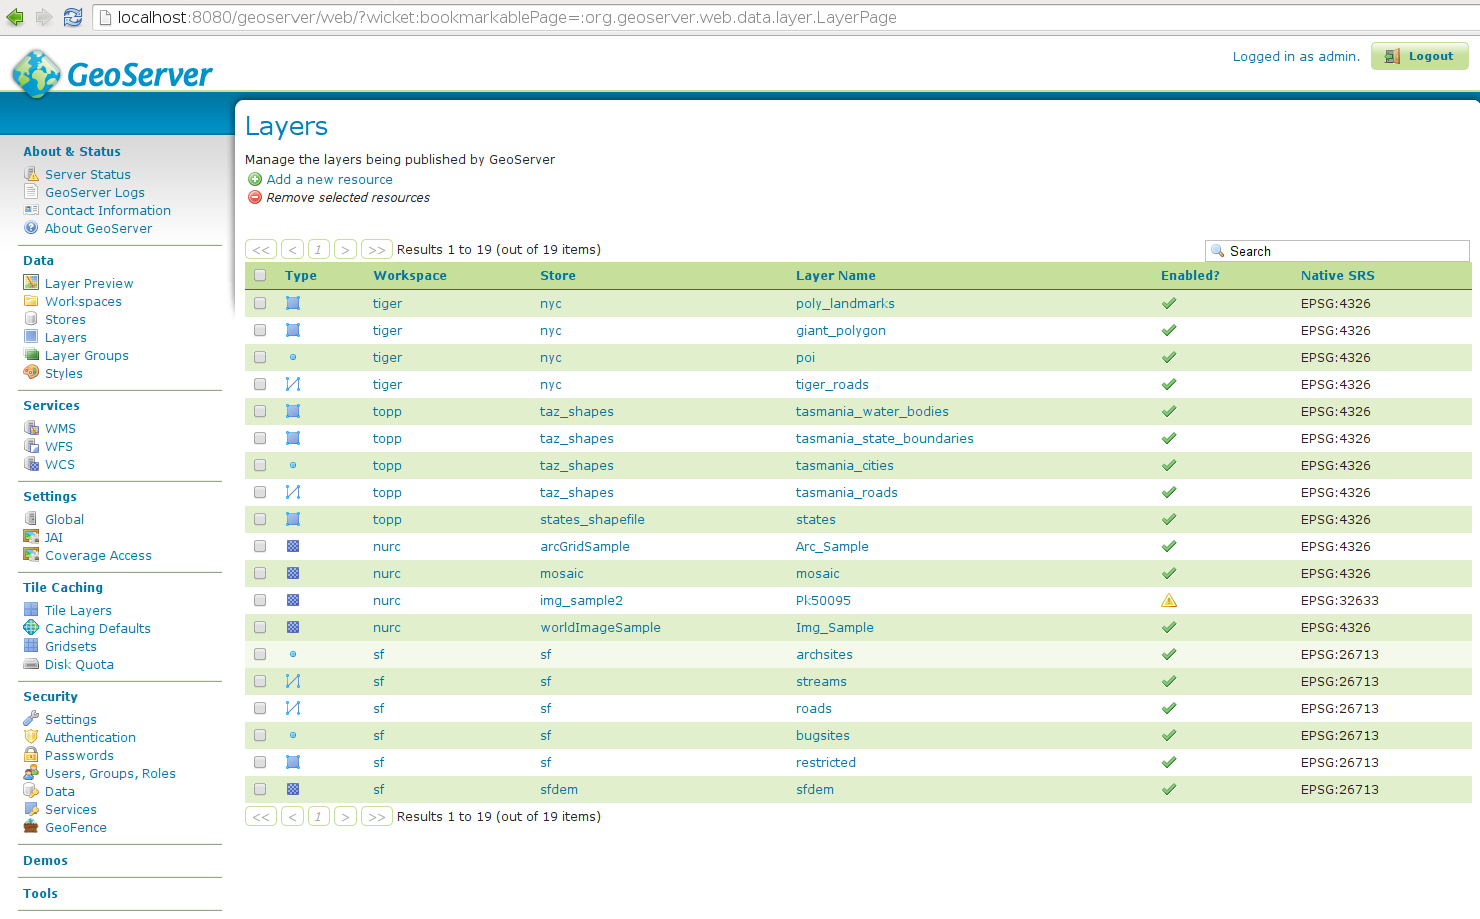 localhost:8080/geoserver/web/?wicket:bookmarkablePage=:org.geoserver.web.data.layer.LayerPage
GeoServer
Logged in as admin.
Logout
About & Status
Server Status
GeoServer Logs
Contact Information
About GeoServer
Data
Layer Preview
Workspaces
Stores
Layers
Layer Groups
Styles
Services
WMS
WFS
WCS
Settings
Global
JAI
Coverage Access
Tile Caching
Tile Layers
Caching Defaults
Gridsets
Disk Quota
Security
Settings
Authentication
Passwords
Users, Groups, Roles
Data
Services
GeoFence
Demos
Tools
Layers
Manage the layers being published by GeoServer
Add a new resource
Remove selected resources
<< < 1 > >> Results 1 to 19 (out of 19 items)
Search
Type Workspace Store Layer Name Enabled? Native SRS
tiger nyc poly_landmarks EPSG:4326
tiger nyc giant_polygon EPSG:4326
tiger nyc poi EPSG:4326
tiger nyc tiger_roads EPSG:4326
topp taz_shapes tasmania_water_bodies EPSG:4326
topp taz_shapes tasmania_state_boundaries EPSG:4326
topp taz_shapes tasmania_cities EPSG:4326
topp taz_shapes tasmania_roads EPSG:4326
topp states_shapefile states EPSG:4326
nurc arcGridSample Arc_Sample EPSG:4326
nurc mosaic mosaic EPSG:4326
nurc img_sample2 Pk50095 EPSG:32633
nurc worldImageSample Img_Sample EPSG:4326
sf sf archsites EPSG:26713
sf sf streams EPSG:26713
sf sf roads EPSG:26713
sf sf bugsites EPSG:26713
sf sf restricted EPSG:26713
sf sfdem sfdem EPSG:26713
<< < 1 > >> Results 1 to 19 (out of 19 items)